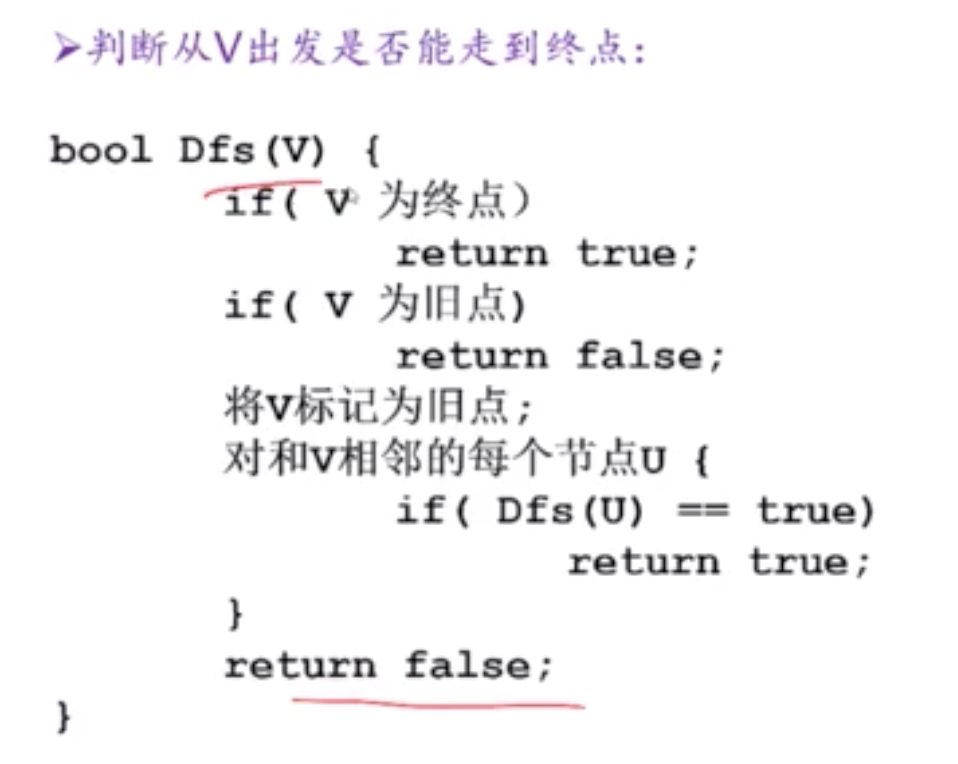 ➢判断从V出发是否能走到终点：
bool Dfs(V) {
if( V 为终点）
return true;
if( V 为旧点)
return false;
将V标记为旧点;
对和V相邻的每个节点U {
if( Dfs(U) == true)
return true;
}
return false;
}